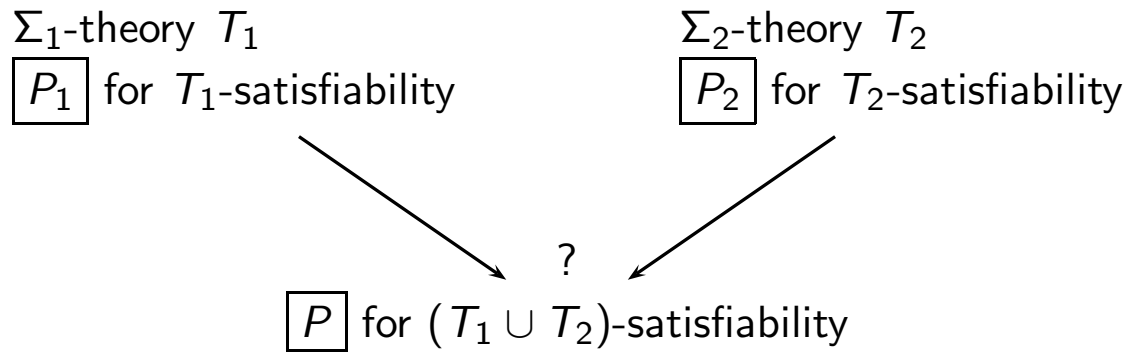 Σ₁-theory T₁
P₁ for T₁-satisfiability
Σ₂-theory T₂
P₂ for T₂-satisfiability
?
P for (T₁ ∪ T₂)-satisfiability